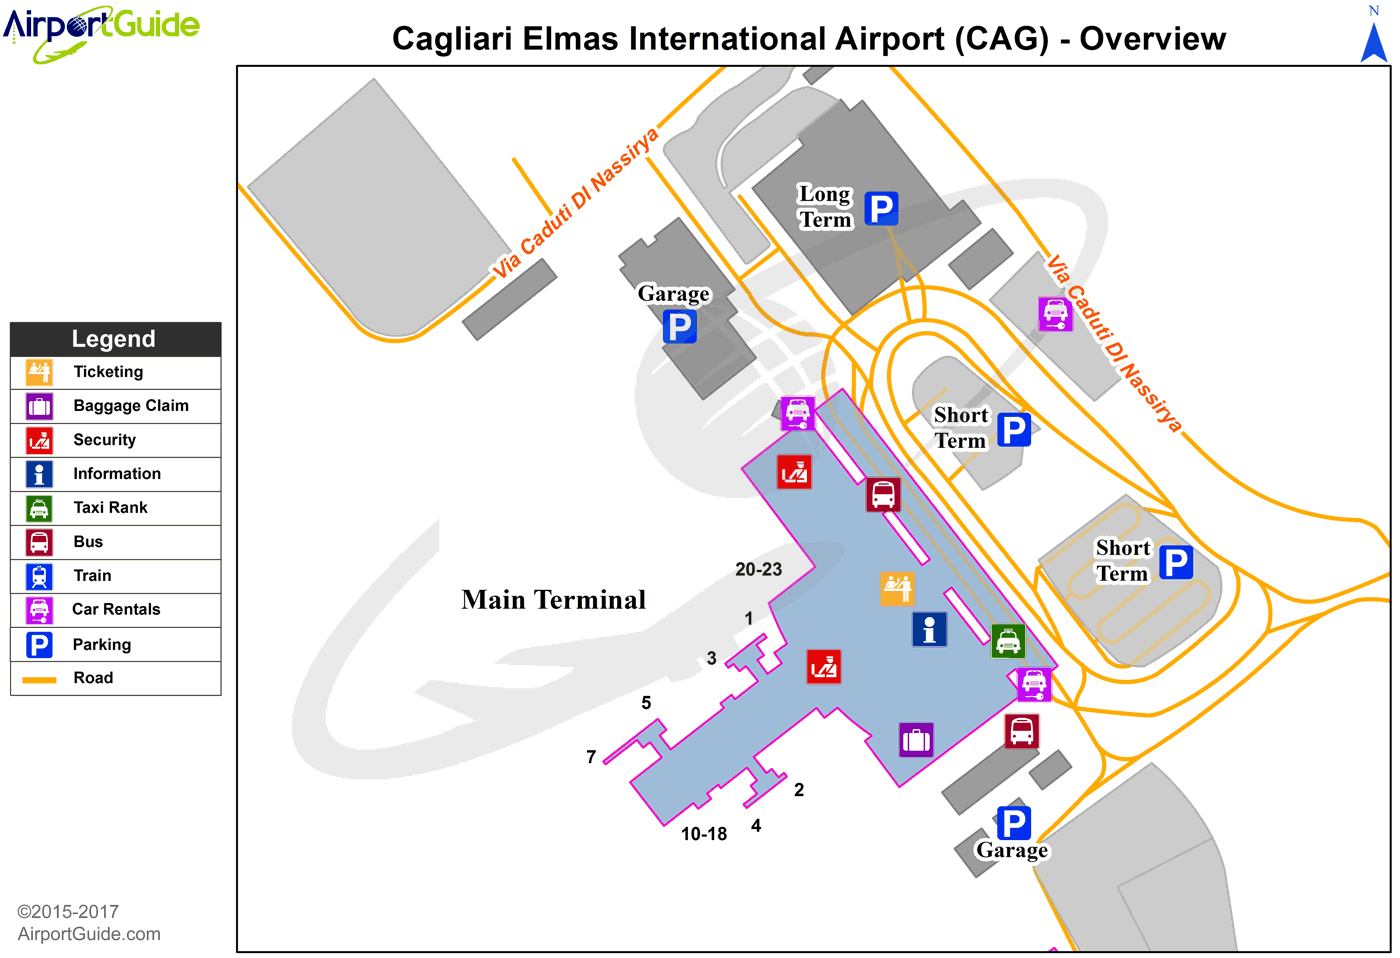 AirportGuide
Cagliari Elmas International Airport (CAG) - Overview
N
Via Caduti DI Nassirya
Long
Term
P
Garage
P
Via Caduti DI Nassirya
Short
Term
P
Short
Term
P
Legend
Ticketing
Baggage Claim
Security
Information
Taxi Rank
Bus
Train
Car Rentals
P
Parking
Road
20-23
Main Terminal
1
3
5
7
2
4
10-18
P
Garage
©2015-2017
AirportGuide.com